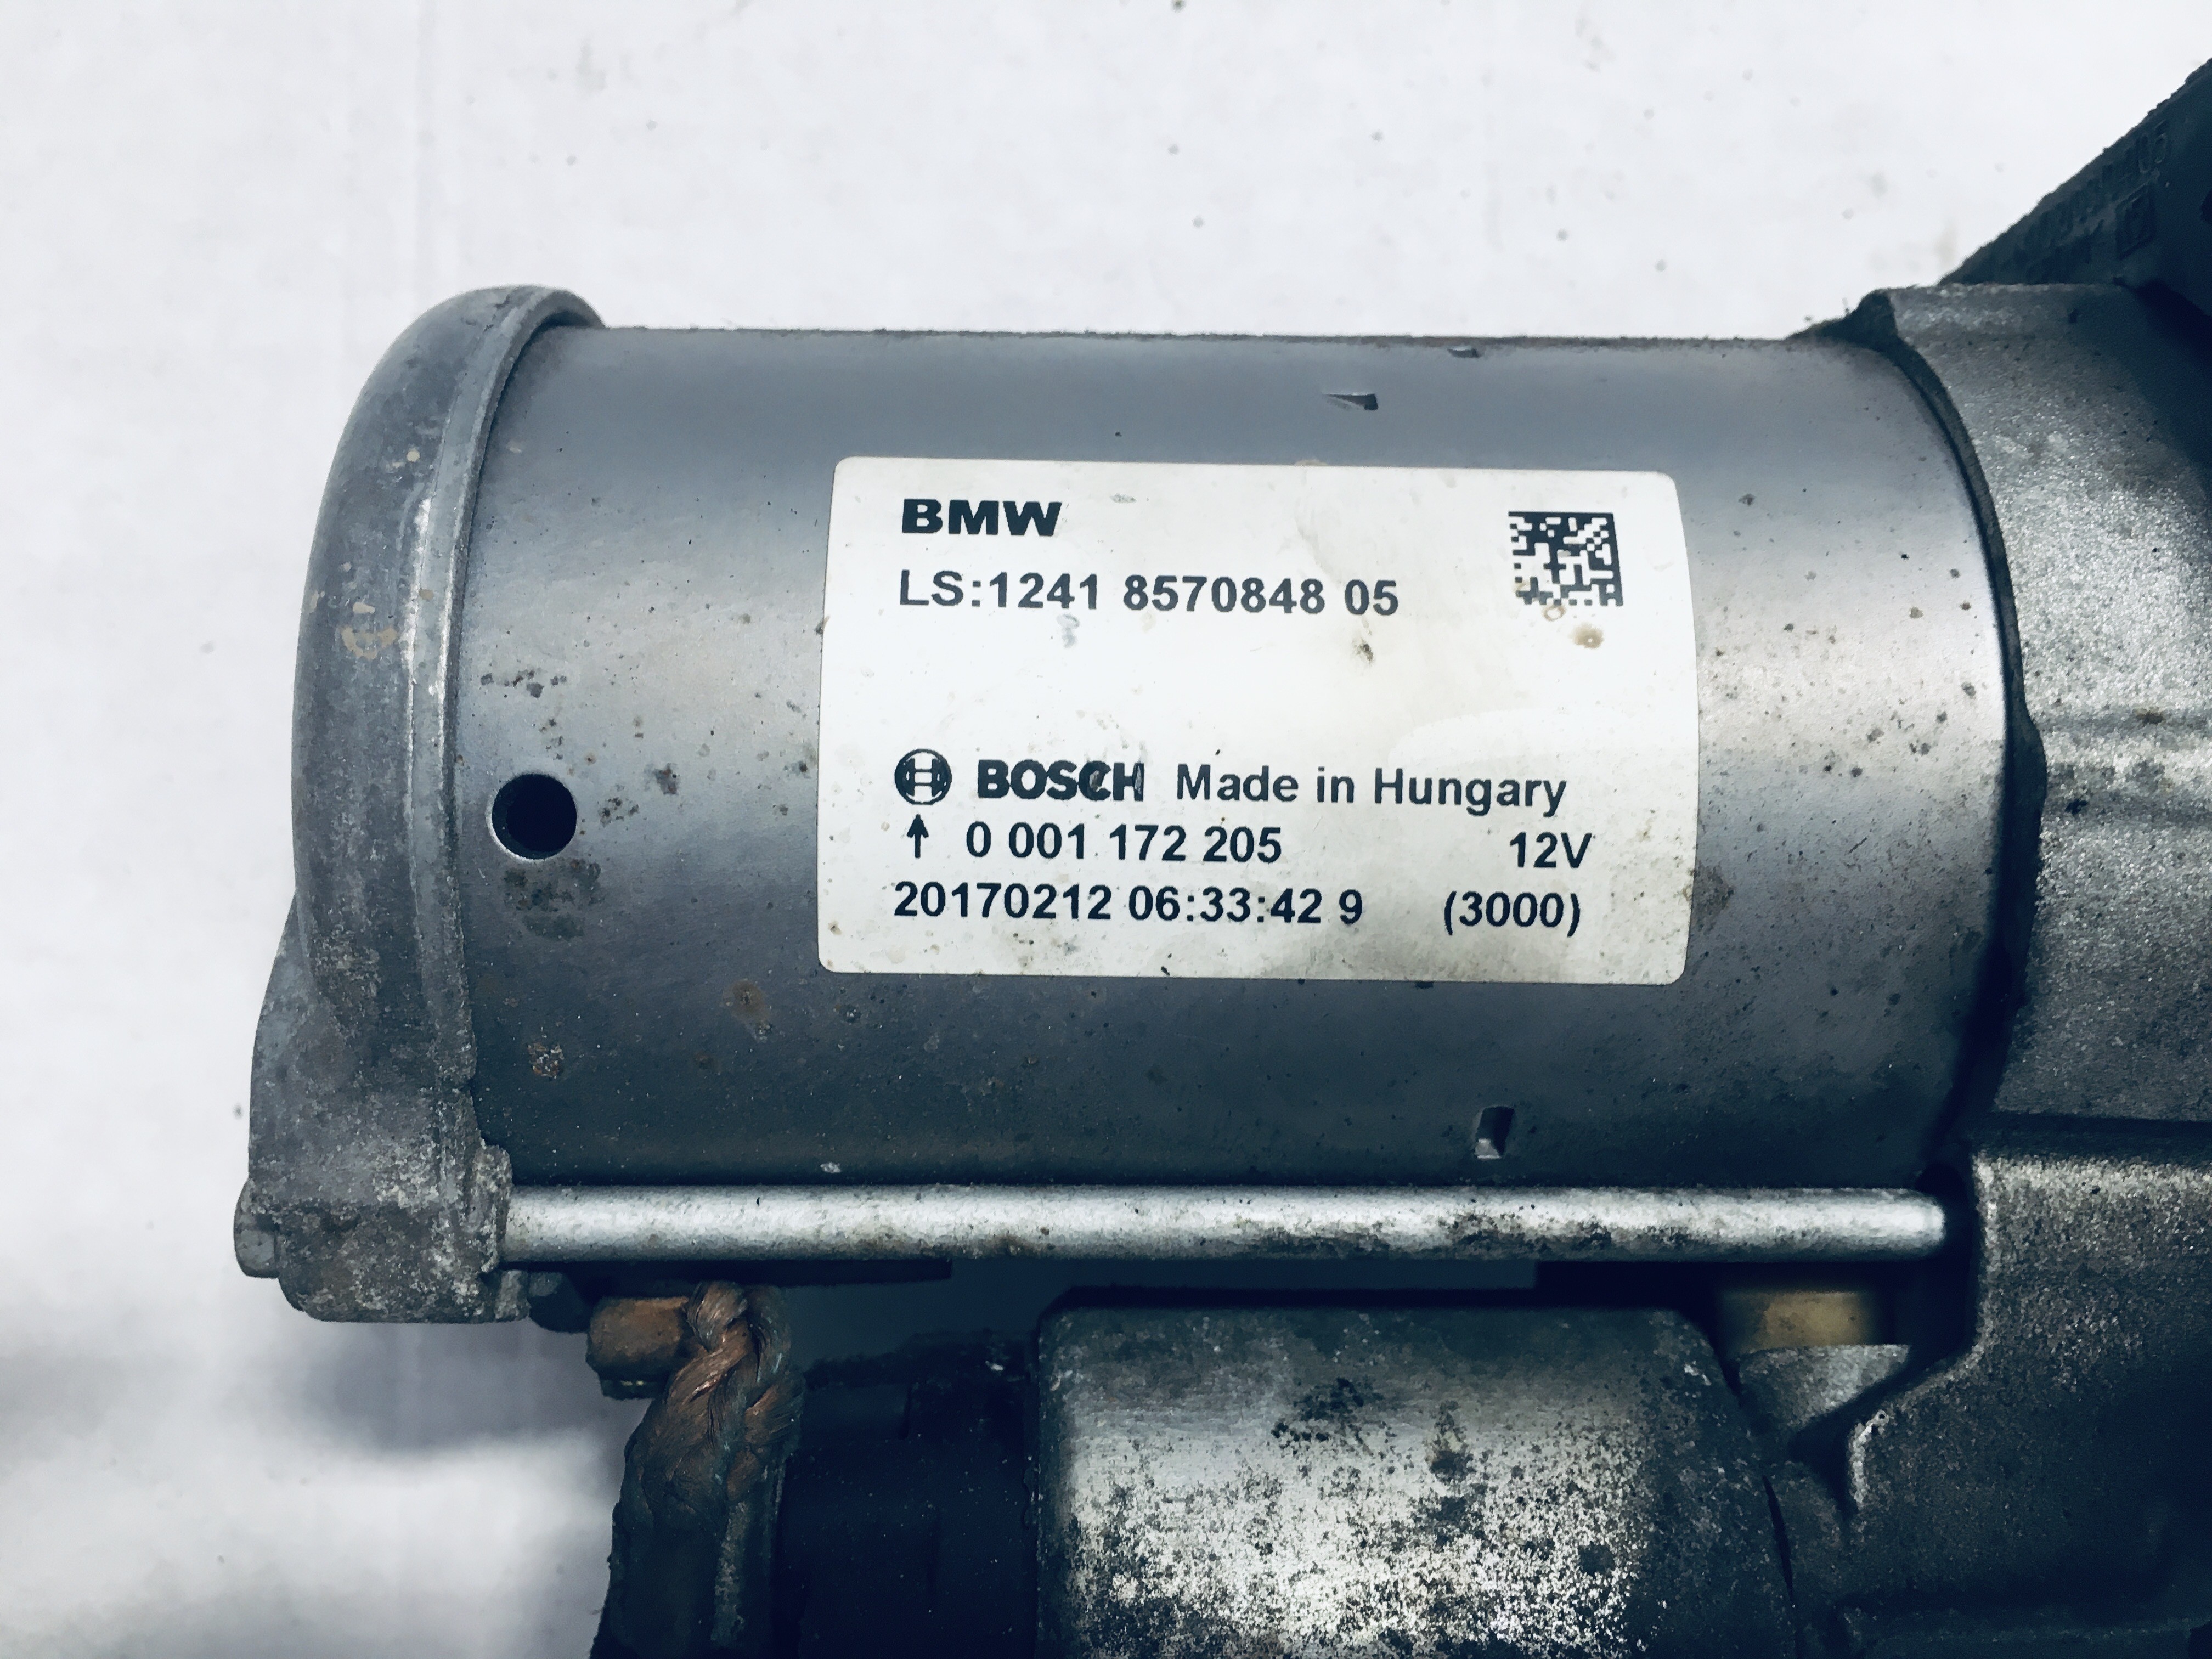 BMW
LS:1241 8570848 05
BOSCH Made in Hungary
↑ 0 001 172 205 12V
20170212 06:33:42 9 (3000)